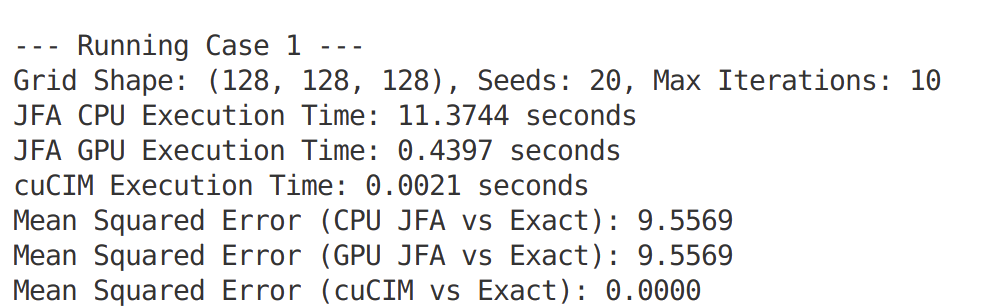 --- Running Case 1 ---
Grid Shape: (128, 128, 128), Seeds: 20, Max Iterations: 10
JFA CPU Execution Time: 11.3744 seconds
JFA GPU Execution Time: 0.4397 seconds
cuCIM Execution Time: 0.0021 seconds
Mean Squared Error (CPU JFA vs Exact): 9.5569
Mean Squared Error (GPU JFA vs Exact): 9.5569
Mean Squared Error (cuCIM vs Exact): 0.0000